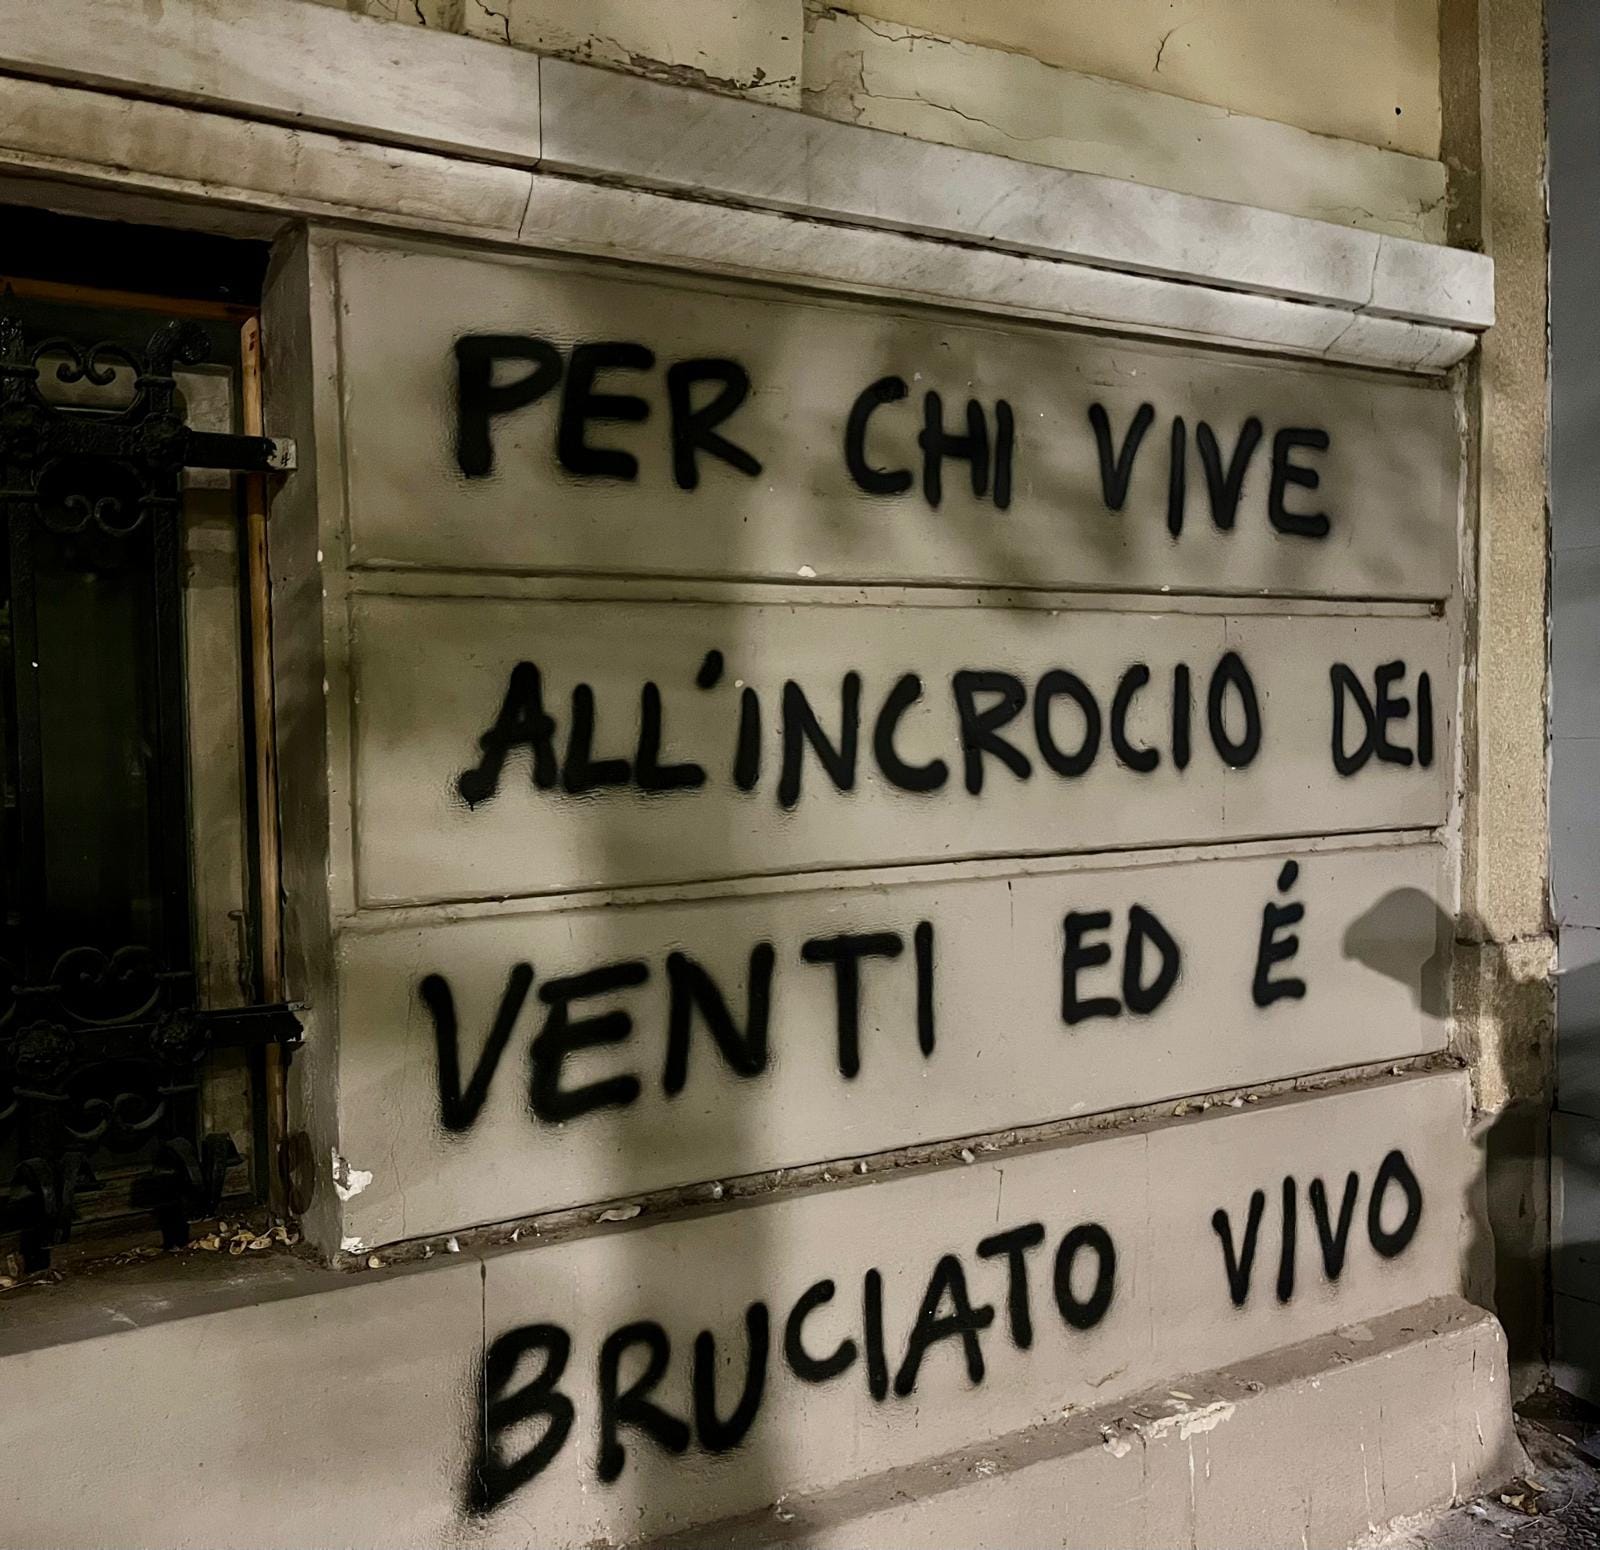 PER CHI VIVE
ALL'INCROCIO DEI
VENTI ED É
BRUCIATO VIVO